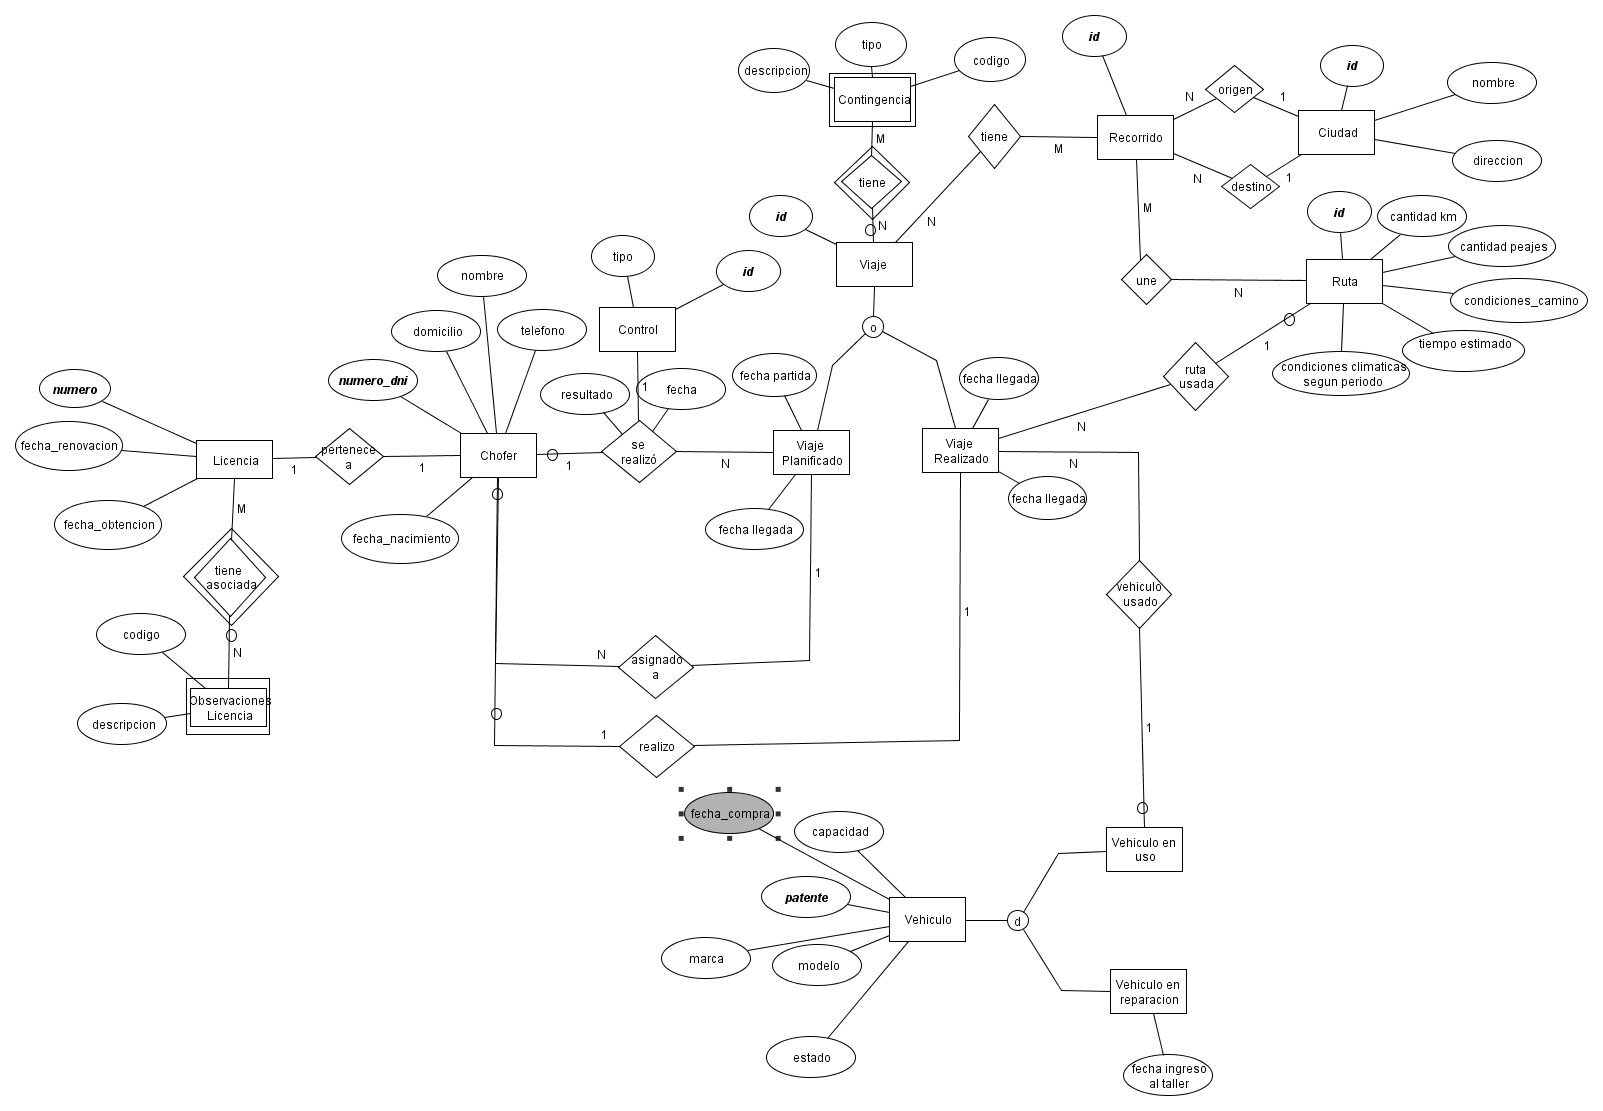 tipo
descripcion
codigo
Contingencia
M
tiene
N
id
Viaje
N
tiene
M
id
Recorrido
N
origen
1
id
nombre
Ciudad
direccion
N
destino
1
M
une
N
id
cantidad km
cantidad peajes
Ruta
condiciones_camino
tiempo estimado
condiciones climaticas
segun periodo
1
ruta
usada
N
o
tipo
id
Control
1
resultado
fecha
se
realizó
1
N
nombre
domicilio
telefono
numero_dni
Chofer
fecha_nacimiento
numero
fecha_renovacion
Licencia
fecha_obtencion
1
pertenece
a
1
M
tiene
asociada
N
codigo
Observaciones
Licencia
descripcion
fecha partida
Viaje
Planificado
fecha llegada
1
fecha llegada
Viaje
Realizado
fecha llegada
N
1
N
asignado
a
1
realizo
vehiculo
usado
1
fecha_compra
capacidad
patente
Vehiculo
marca
modelo
estado
d
Vehiculo en
uso
Vehiculo en
reparacion
fecha ingreso
al taller